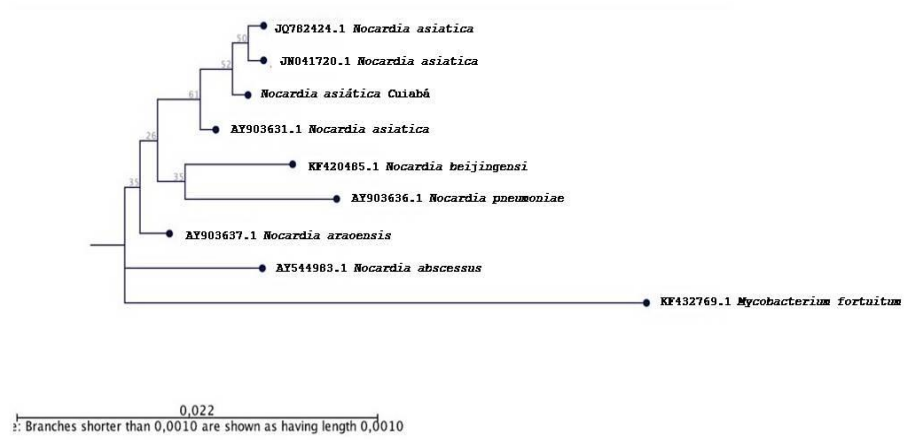 JQ782424.1 Nocardia asiatica
50
JN041720.1 Nocardia asiatica
52
Nocardia asiática Cuiabá
61
AY903631.1 Nocardia asiatica
26
KF420485.1 Nocardia beijingensi
35
35
AY903636.1 Nocardia pneumoniae
AY903637.1 Nocardia araoensis
AY544983.1 Nocardia abscessus
KF432769.1 Mycobacterium fortuitum
0,022
e: Branches shorter than 0,0010 are shown as having length 0,0010